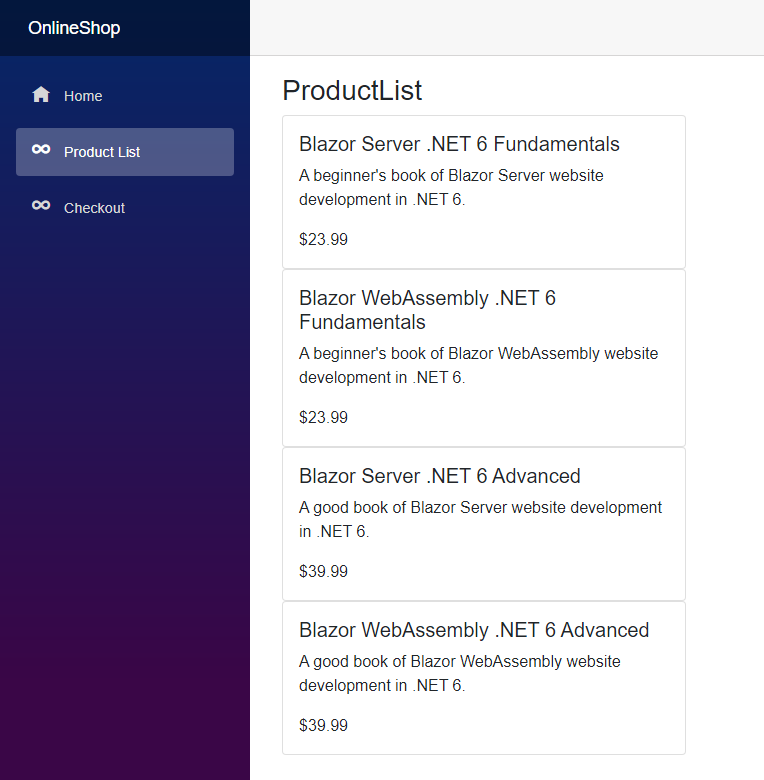 OnlineShop
Home
Product List
Checkout
ProductList
Blazor Server .NET 6 Fundamentals
A beginner's book of Blazor Server website
development in .NET 6.
$23.99
Blazor WebAssembly .NET 6
Fundamentals
A beginner's book of Blazor WebAssembly website
development in .NET 6.
$23.99
Blazor Server .NET 6 Advanced
A good book of Blazor Server website development
in .NET 6.
$39.99
Blazor WebAssembly .NET 6 Advanced
A good book of Blazor WebAssembly website
development in .NET 6.
$39.99